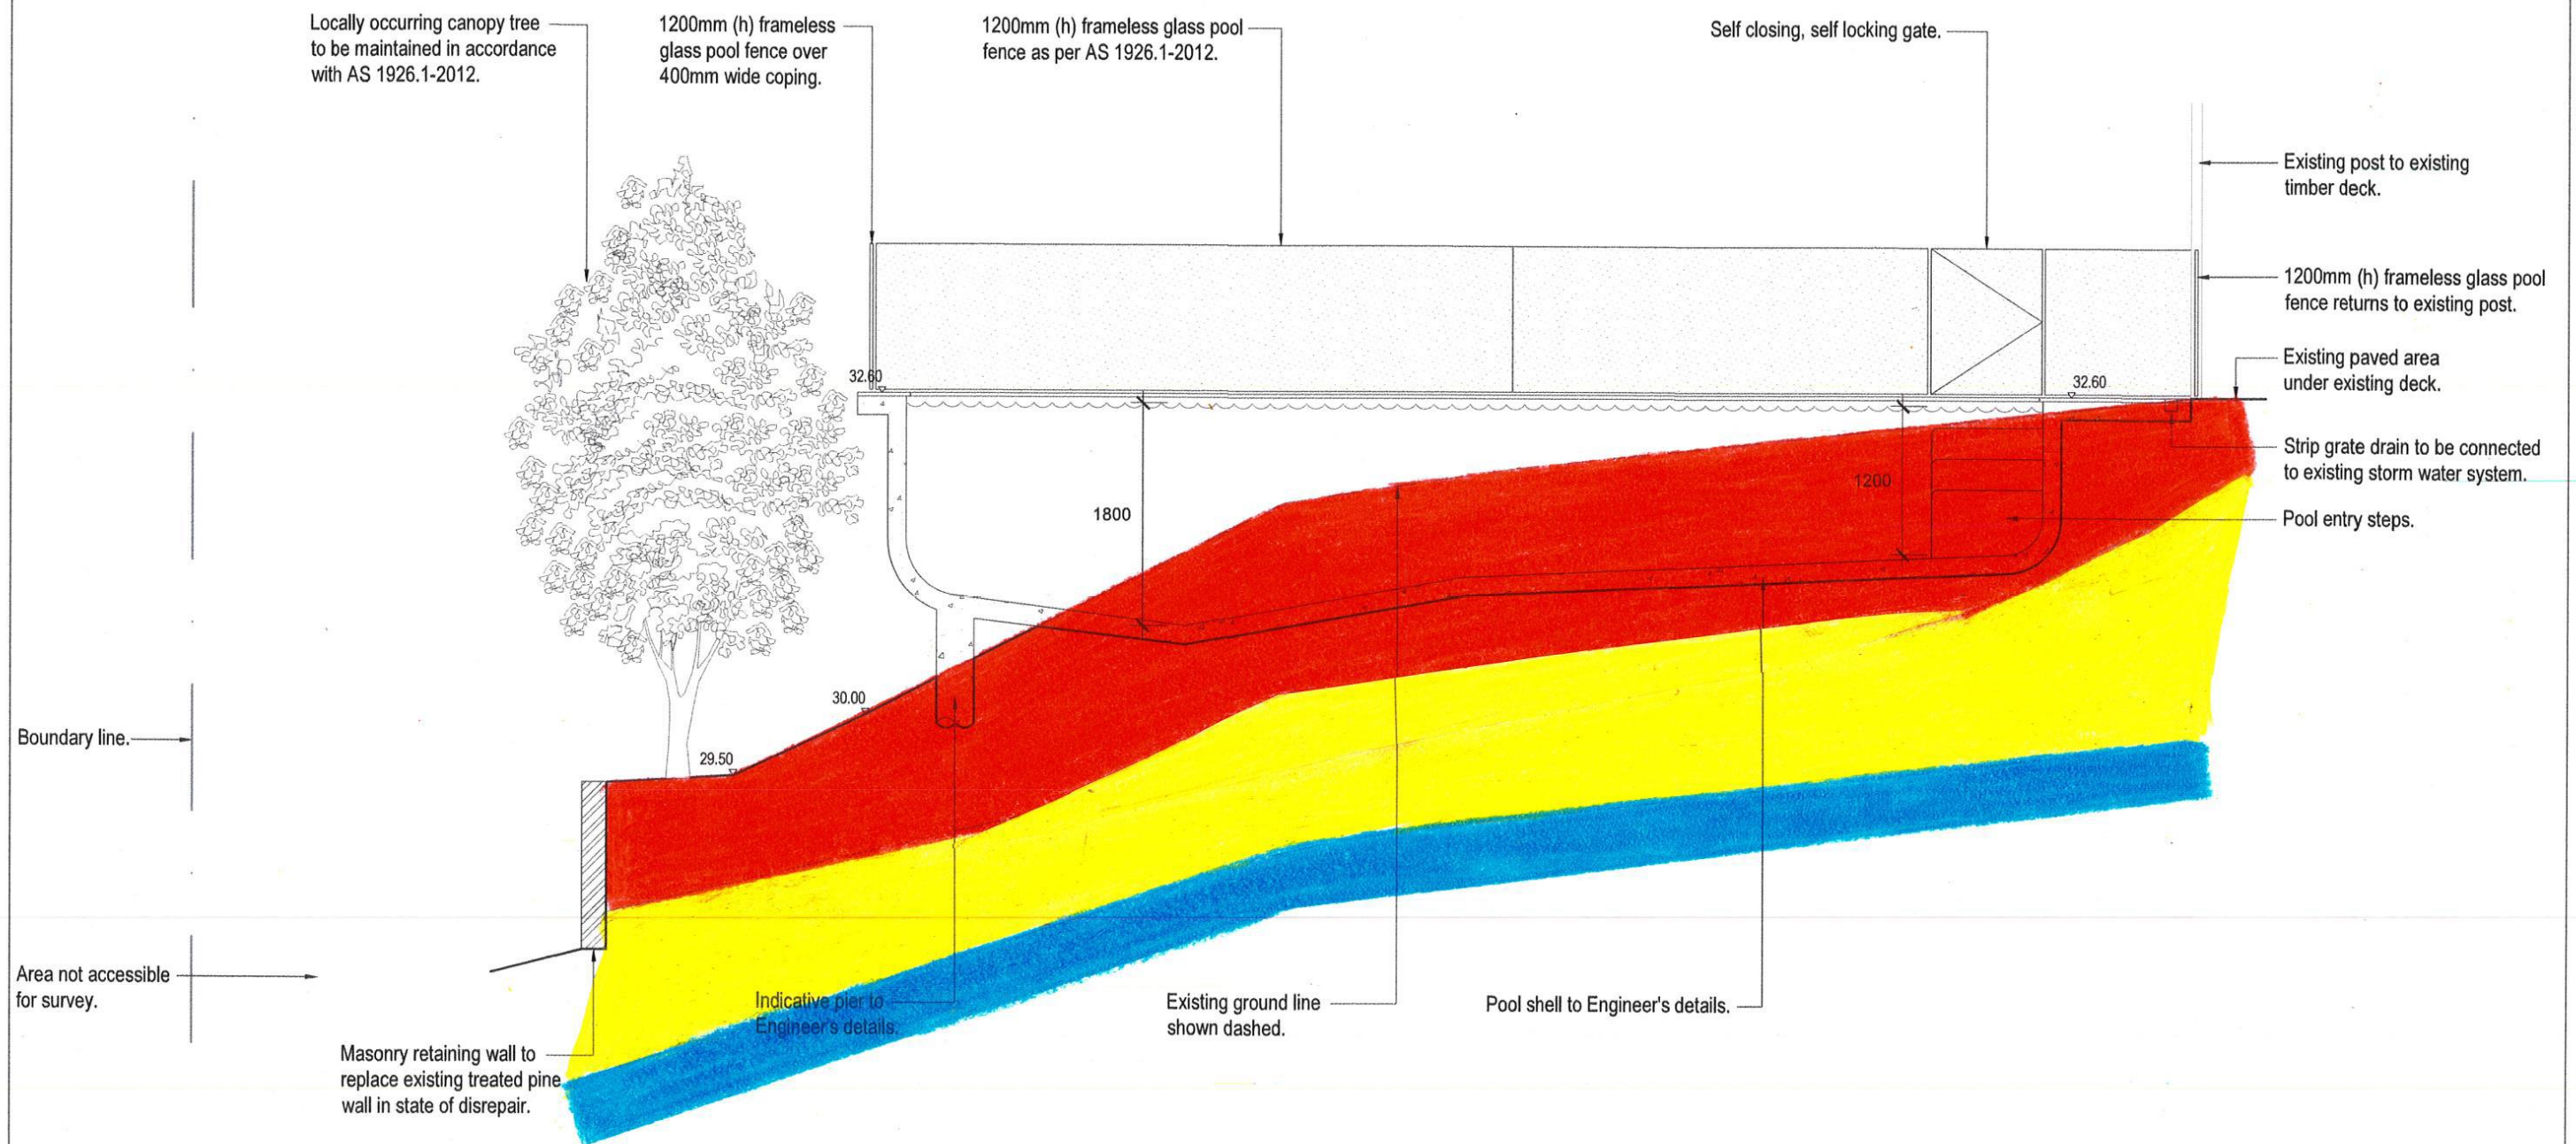 Locally occurring canopy tree
to be maintained in accordance
with AS 1926.1-2012.
1200mm (h) frameless
glass pool fence over
400mm wide coping.
1200mm (h) frameless glass pool
fence as per AS 1926.1-2012.
Self closing, self locking gate.
Existing post to existing
timber deck.
1200mm (h) frameless glass pool
fence returns to existing post.
Existing paved area
under existing deck.
32.60
32.60
Strip grate drain to be connected
to existing storm water system.
1200
1800
Pool entry steps.
30.00
29.50
Boundary line.
Area not accessible
for survey.
Indicative pier to
Engineer's details.
Existing ground line
shown dashed.
Pool shell to Engineer's details.
Masonry retaining wall to
replace existing treated pine
wall in state of disrepair.